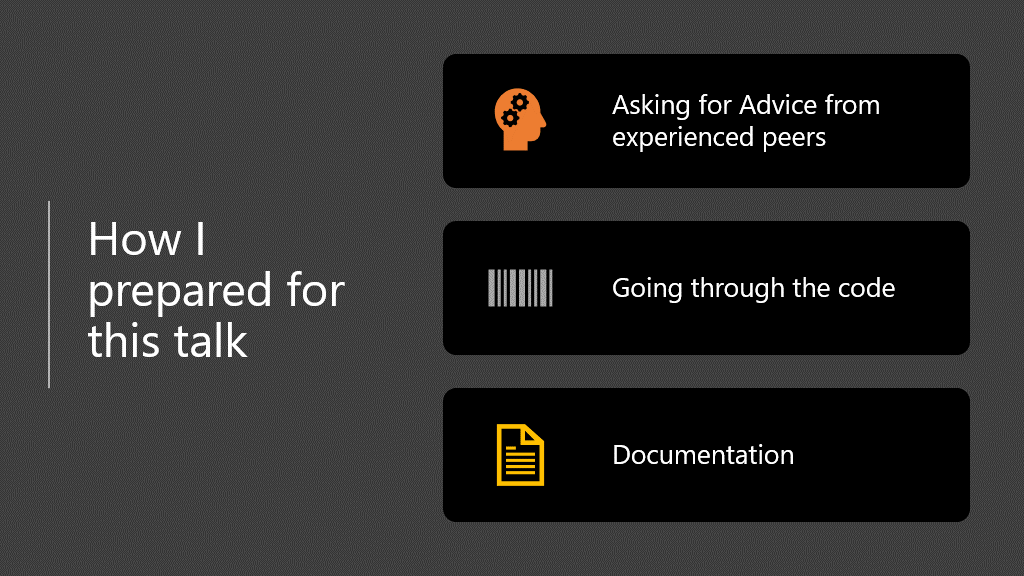 How I
prepared for
this talk
Asking for Advice from
experienced peers
Going through the code
Documentation